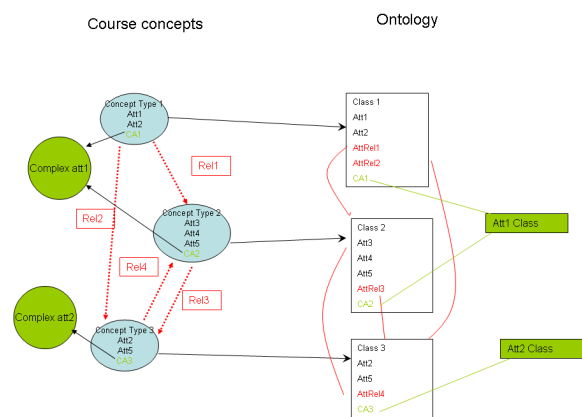 Course concepts
Ontology
Concept Type 1
Att1
Att2
CA1
Complex att1
Rel1
Rel2
Concept Type 2
Att3
Att4
Att5
CA2
Rel4
Rel3
Complex att2
Concept Type 3
Att2
Att5
CA3
Class 1
Att1
Att2
AttRel1
AttRel2
CA1
Att1 Class
Class 2
Att3
Att4
Att5
AttRel3
CA2
Att2 Class
Class 3
Att2
Att5
AttRel4
CA3